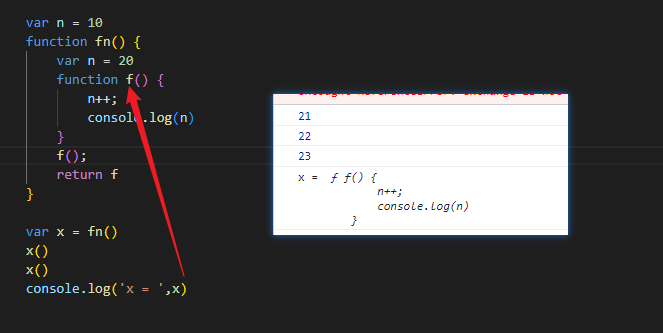 var n = 10
function fn() {
    var n = 20
    function f() {
        n++;
        console.log(n)
    }
    f();
    return f
}
var x = fn()
x()
x()
console.log('x = ',x)
21
22
23
x =  ƒ f() {
        n++;
        console.log(n)
    }